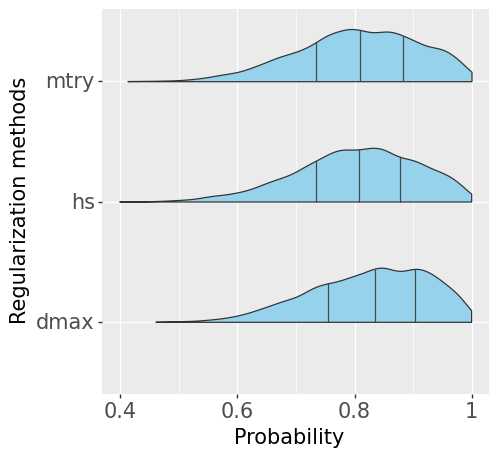 Regularization methods
mtry
hs
dmax
0.4 0.6 0.8 1
Probability